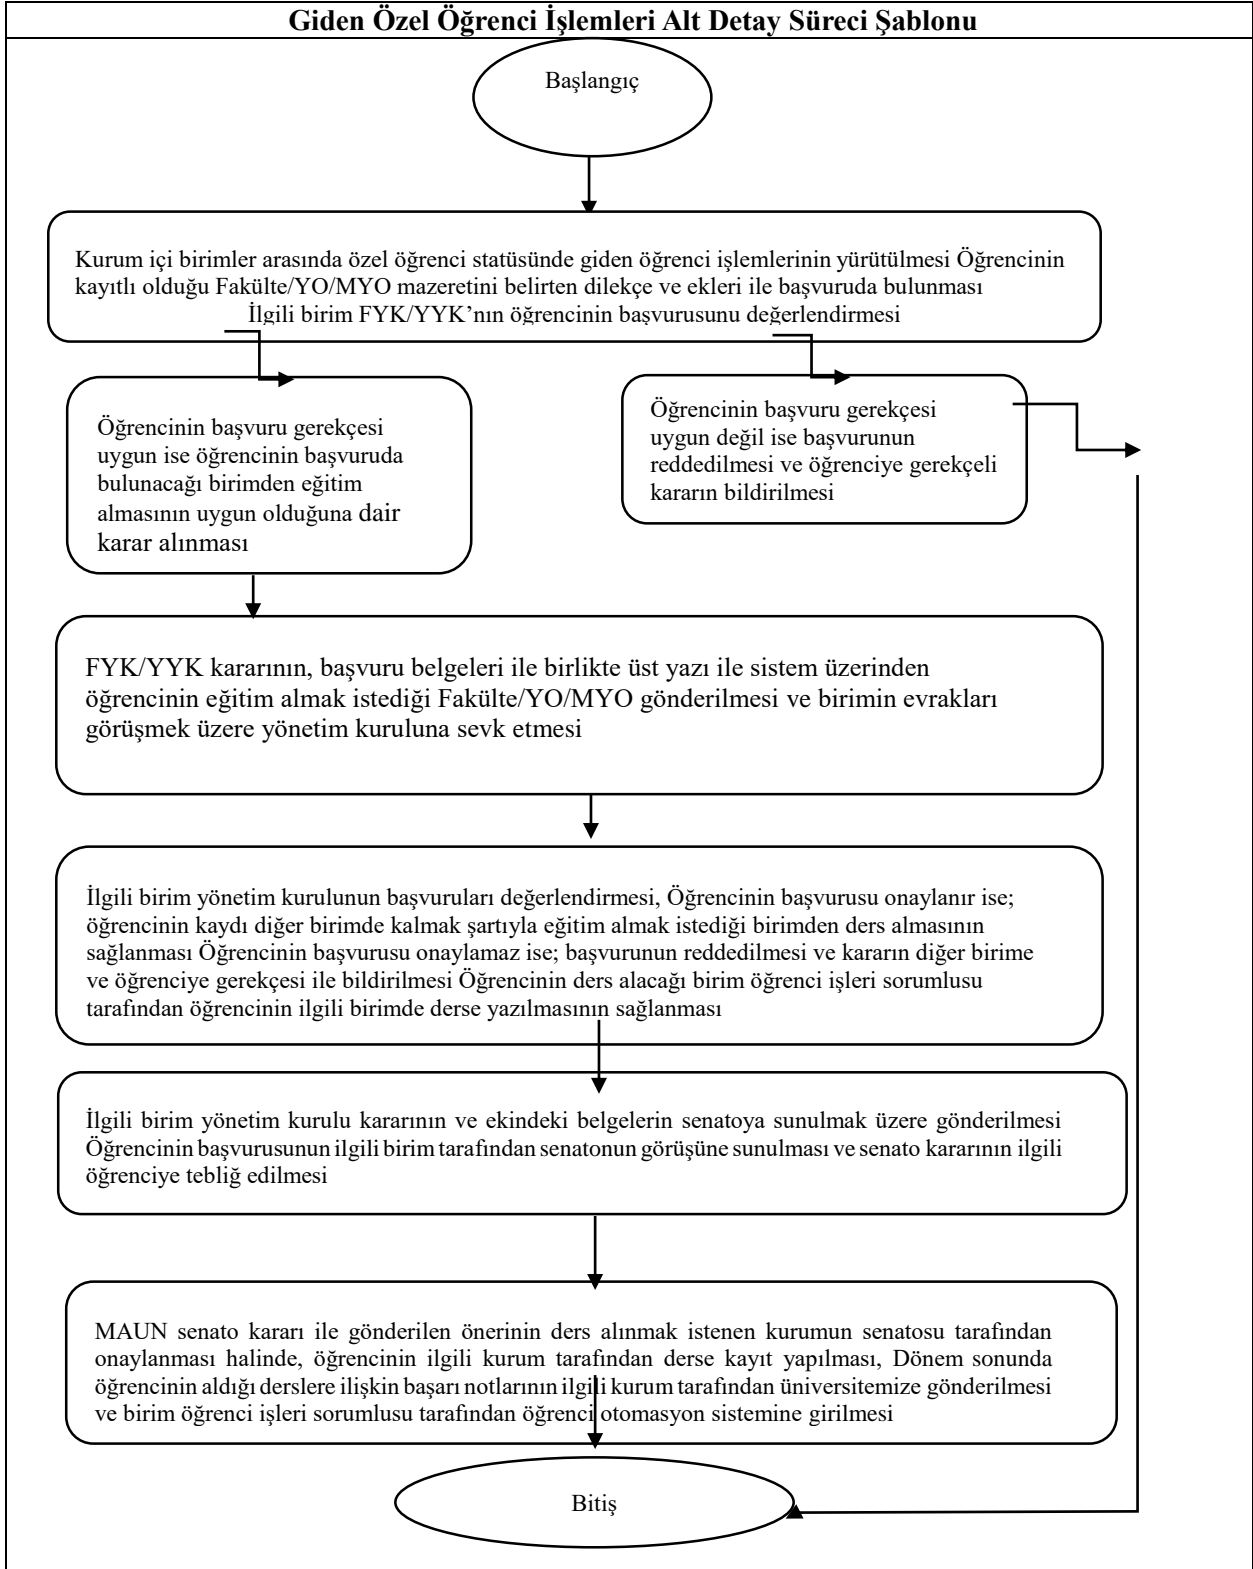 Giden Özel Öğrenci İşlemleri Alt Detay Süreci Şablonu
Başlangıç
Kurum içi birimler arasında özel öğrenci statüsünde giden öğrenci işlemlerinin yürütülmesi Öğrencinin
kayıtlı olduğu Fakülte/YO/MYO mazeretini belirten dilekçe ve ekleri ile başvuruda bulunması
İlgili birim FYK/YYK’nın öğrencinin başvurusunu değerlendirmesi
Öğrencinin başvuru gerekçesi
uygun ise öğrencinin başvuruda
bulunacağı birimden eğitim
almasının uygun olduğuna dair
karar alınması
Öğrencinin başvuru gerekçesi
uygun değil ise başvurunun
reddedilmesi ve öğrenciye gerekçeli
kararın bildirilmesi
FYK/YYK kararının, başvuru belgeleri ile birlikte üst yazı ile sistem üzerinden
öğrencinin eğitim almak istediği Fakülte/YO/MYO gönderilmesi ve birimin evrakları
görüşmek üzere yönetim kuruluna sevk etmesi
İlgili birim yönetim kurulunun başvuruları değerlendirmesi, Öğrencinin başvurusu onaylanır ise;
öğrencinin kaydı diğer birimde kalmak şartıyla eğitim almak istediği birimden ders almasının
sağlanması Öğrencinin başvurusu onaylamaz ise; başvurunun reddedilmesi ve kararın diğer birime
ve öğrenciye gerekçesi ile bildirilmesi Öğrencinin ders alacağı birim öğrenci işleri sorumlusu
tarafından öğrencinin ilgili birimde derse yazılmasının sağlanması
İlgili birim yönetim kurulu kararının ve ekindeki belgelerin senatoya sunulmak üzere gönderilmesi
Öğrencinin başvurusunun ilgili birim tarafından senatonun görüşüne sunulması ve senato kararının ilgili
öğrenciye tebliğ edilmesi
MAUN senato kararı ile gönderilen önerinin ders alınmak istenen kurumun senatosu tarafından
onaylanması halinde, öğrencinin ilgili kurum tarafından derse kayıt yapılması, Dönem sonunda
öğrencinin aldığı derslere ilişkin başarı notlarının ilgili kurum tarafından üniversitemize gönderilmesi
ve birim öğrenci işleri sorumlusu tarafından öğrenci otomasyon sistemine girilmesi
Bitiş